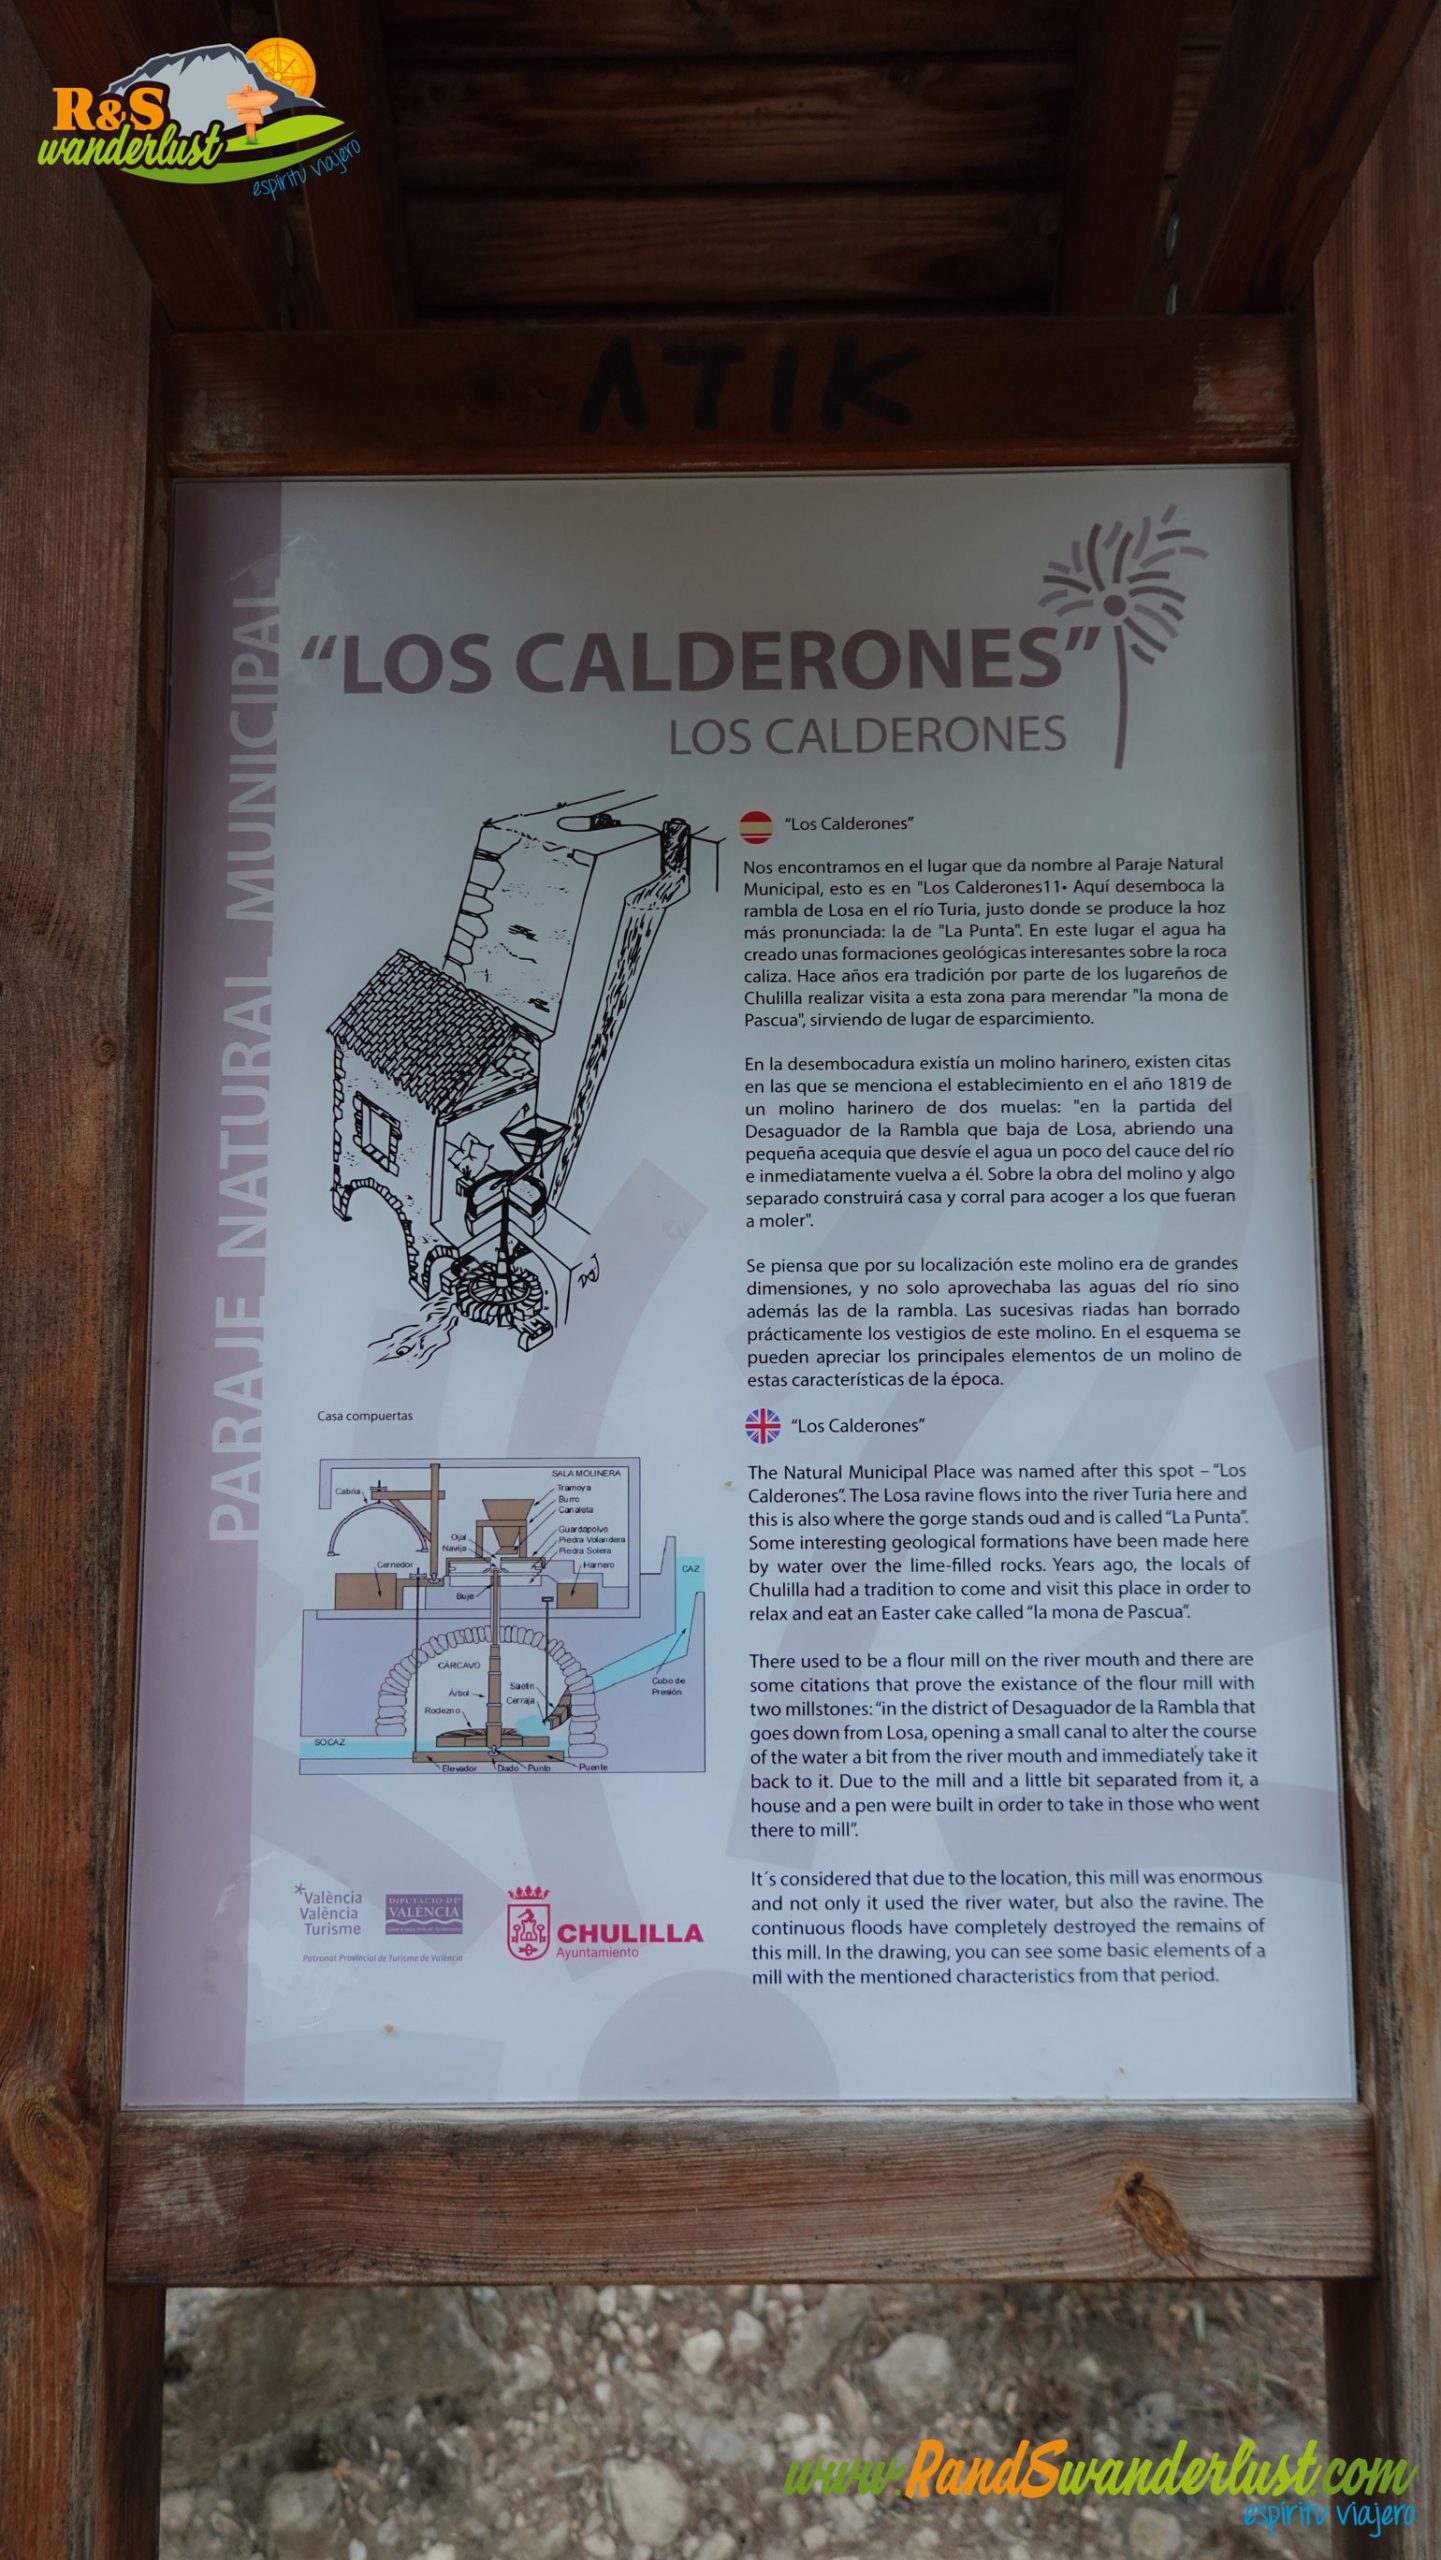 R&S
wanderlust
espíritu viajero
ATIK
PARAJE NATURAL MUNICIPAL
“LOS CALDERONES”
LOS CALDERONES
“Los Calderones”
Nos encontramos en el lugar que da nombre al Paraje Natural
Municipal, esto es en "Los Calderones11• Aquí desemboca la
rambla de Losa en el río Turia, justo donde se produce la hoz
más pronunciada: la de "La Punta". En este lugar el agua ha
creado unas formaciones geológicas interesantes sobre la roca
caliza. Hace años era tradición por parte de los lugareños de
Chulilla realizar visita a esta zona para merendar "la mona de
Pascua", sirviendo de lugar de esparcimiento.
En la desembocadura existía un molino harinero, existen citas
en las que se menciona el establecimiento en el año 1819 de
un molino harinero de dos muelas: "en la partida del
Desaguador de la Rambla que baja de Losa, abriendo una
pequeña acequia que desvíe el agua un poco del cauce del río
e inmediatamente vuelva a él. Sobre la obra del molino y algo
separado construirá casa y corral para acoger a los que fueran
a moler".
Se piensa que por su localización este molino era de grandes
dimensiones, y no solo aprovechaba las aguas del río sino
además las de la rambla. Las sucesivas riadas han borrado
prácticamente los vestigios de este molino. En el esquema se
pueden apreciar los principales elementos de un molino de
estas características de la época.
“Los Calderones”
The Natural Municipal Place was named after this spot – “Los
Calderones”. The Losa ravine flows into the river Turia here and
this is also where the gorge stands oud and is called “La Punta”.
Some interesting geological formations have been made here
by water over the lime-filled rocks. Years ago, the locals of
Chulilla had a tradition to come and visit this place in order to
relax and eat an Easter cake called “la mona de Pascua”.
There used to be a flour mill on the river mouth and there are
some citations that prove the existance of the flour mill with
two millstones: “in the district of Desaguador de la Rambla that
goes down from Losa, opening a small canal to alter the course
of the water a bit from the river mouth and immediately take it
back to it. Due to the mill and a little bit separated from it, a
house and a pen were built in order to take in those who went
there to mill”.
It´s considered that due to the location, this mill was enormous
and not only it used the river water, but also the ravine. The
continuous floods have completely destroyed the remains of
this mill. In the drawing, you can see some basic elements of a
mill with the mentioned characteristics from that period.
Casa compuertas
SALA MOLINERA
Cabria
Tramoya
Burro
Canaleta
Guardapolvo
Piedra Volandera
Piedra Solera
Harnero
Ojal
Navija
Cernedor
Buje
CAZ
CÁRCAVO
Cubo de
Presión
Árbol
Saetin
Cerraja
Rodezno
SOCAZ
Elevador
Dado
Punto
Puente
València
València
Turisme
Patronat Provincial de Turisme de València
DIPUTACIÓ DE
VALÈNCIA
CHULILLA
Ayuntamiento
www.RandSwanderlust.com
espíritu viajero